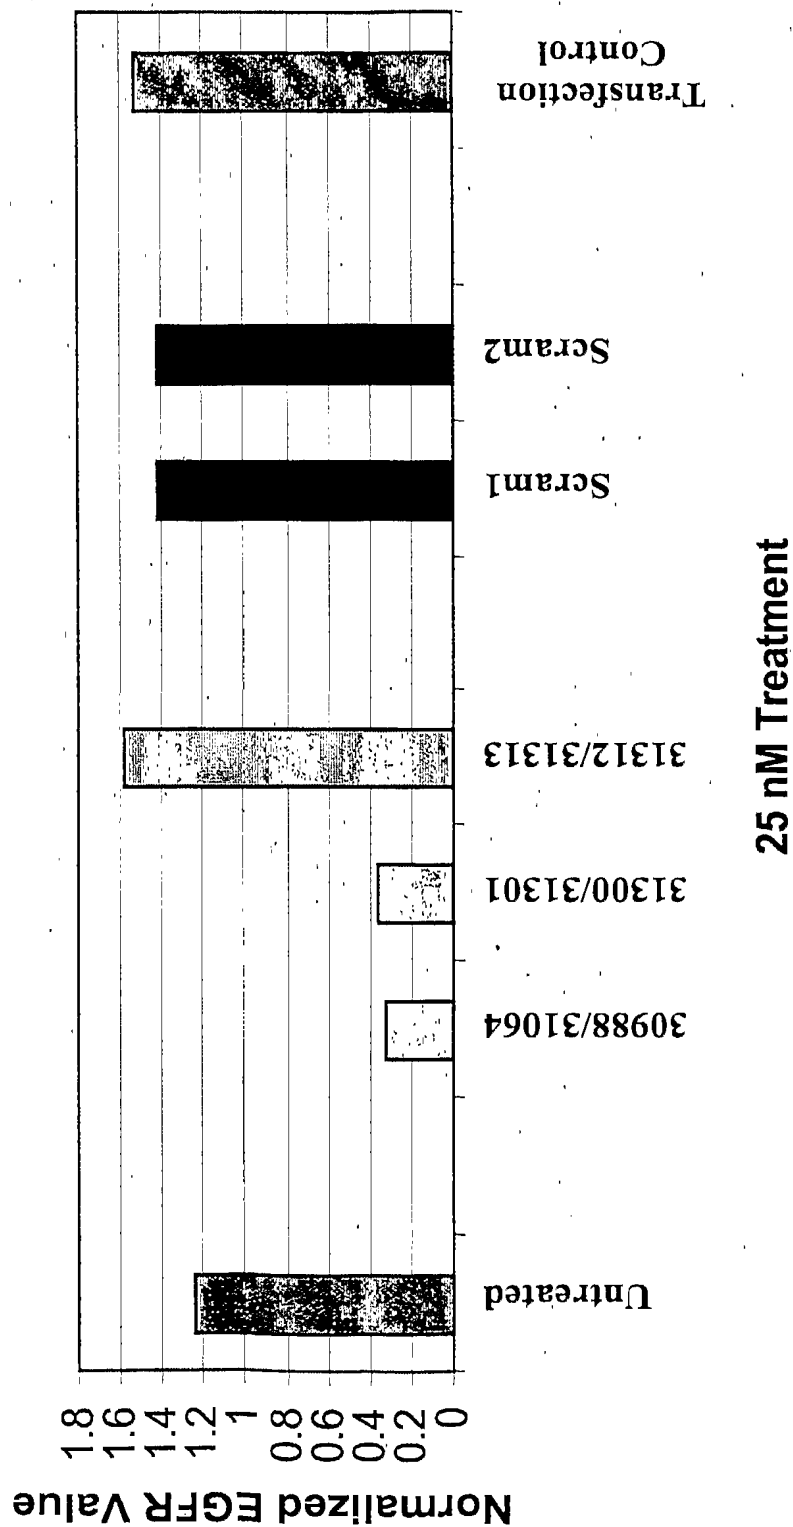 Normalized EGFR Value
1.8
1.6
1.4
1.2
1
0.8
0.6
0.4
0.2
0
Untreated
30988/31064
31300/31301
31312/31313
Scram1
Scram2
Transfection
Control
25 nM Treatment